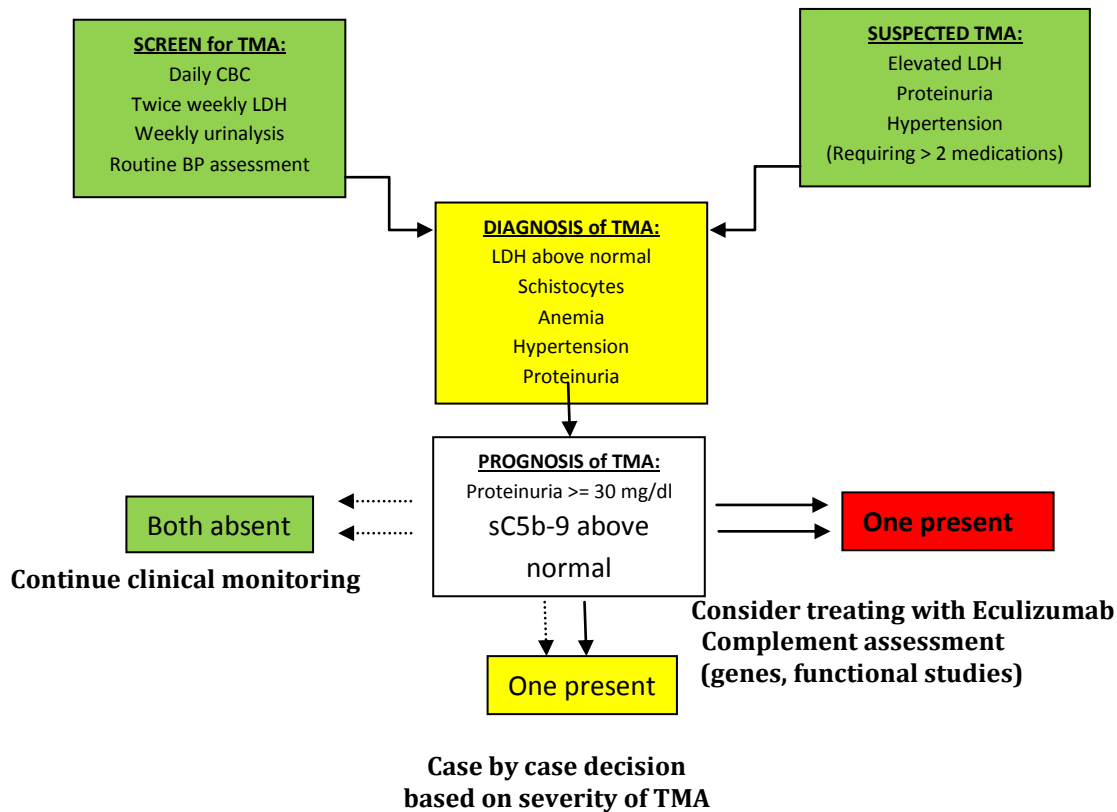 SCREEN for TMA:
Daily CBC
Twice weekly LDH
Weekly urinalysis
Routine BP assessment
SUSPECTED TMA:
Elevated LDH
Proteinuria
Hypertension
(Requiring > 2 medications)
DIAGNOSIS of TMA:
LDH above normal
Schistocytes
Anemia
Hypertension
Proteinuria
PROGNOSIS of TMA:
Proteinuria >= 30 mg/dl
sC5b-9 above
normal
Both absent
Continue clinical monitoring
One present
Consider treating with Eculizumab
Complement assessment
(genes, functional studies)
One present
Case by case decision
based on severity of TMA